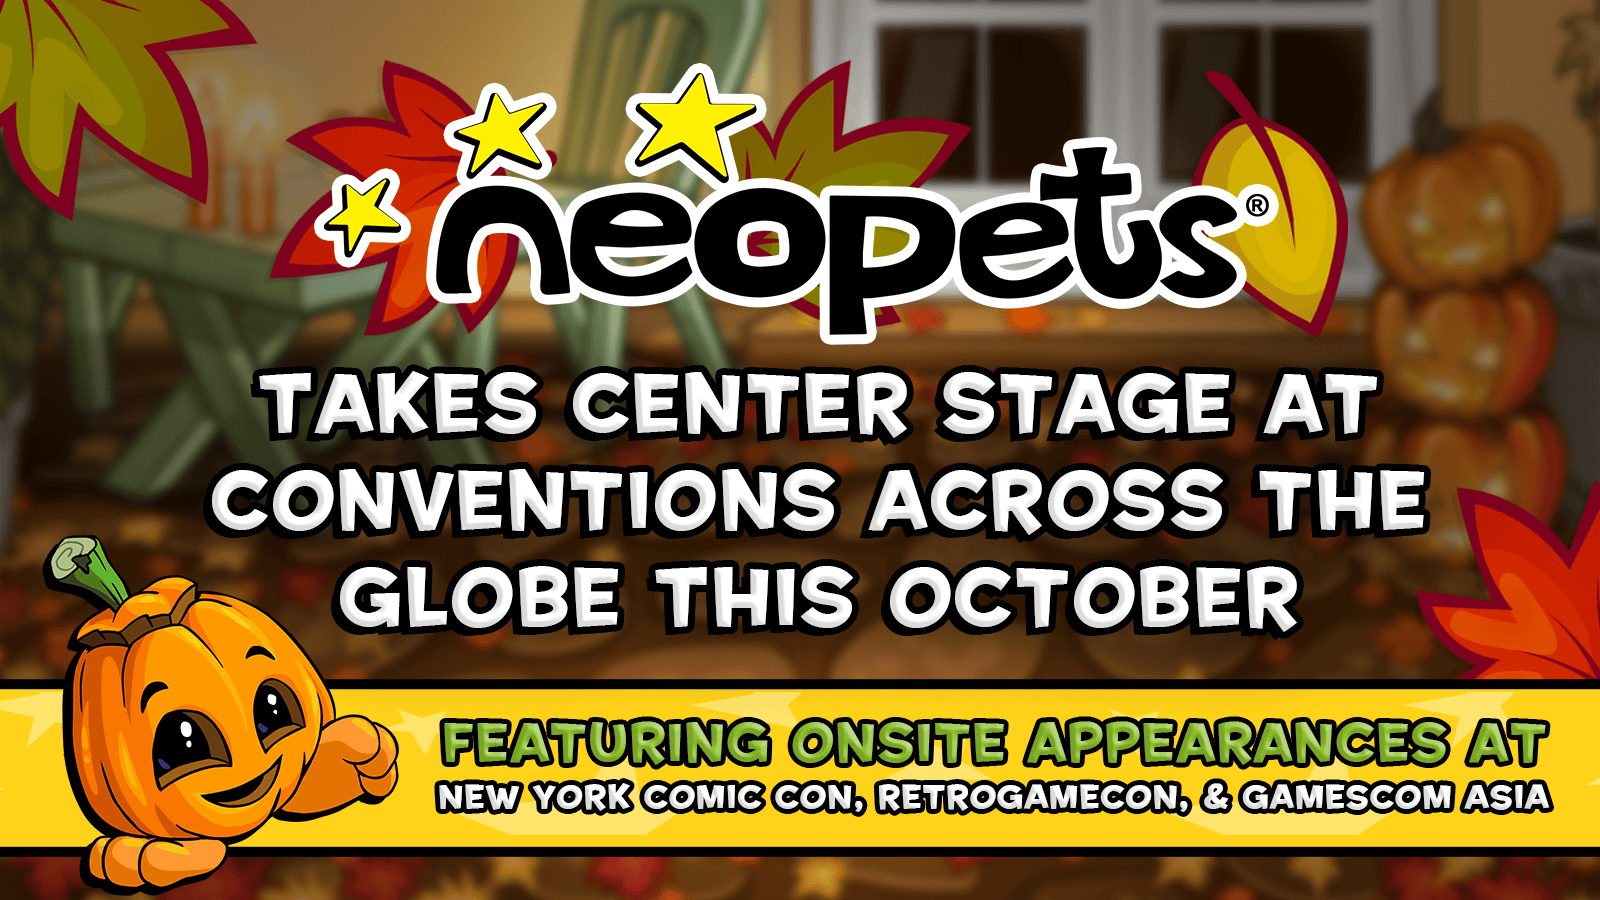 neopets®
TAKES CENTER STAGE AT
CONVENTIONS ACROSS THE
GLOBE THIS OCTOBER
FEATURING ONSITE APPEARANCES AT
NEW YORK COMIC CON, RETROGAMECON, & GAMESCOM ASIA